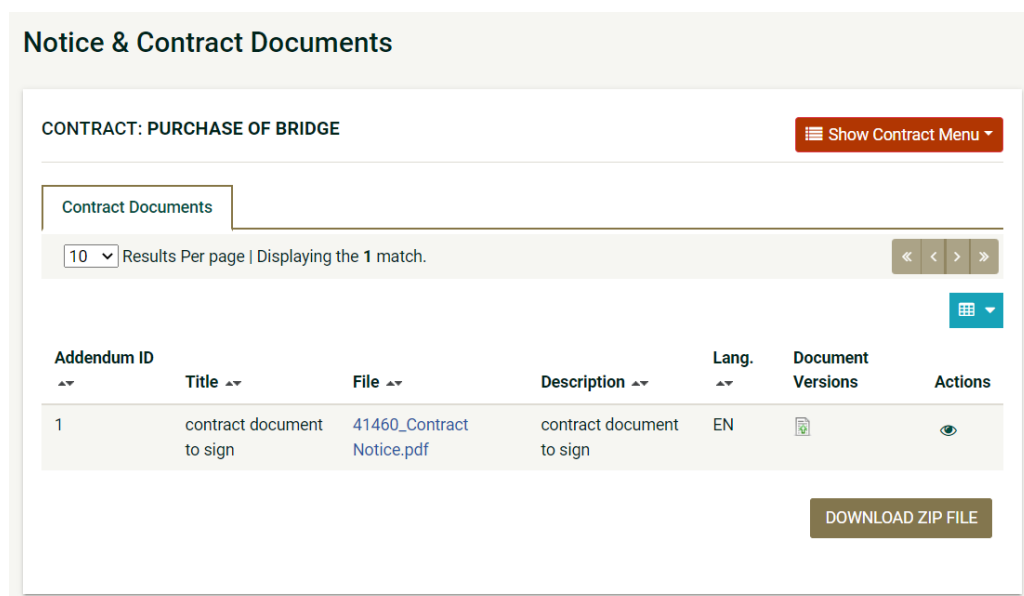 Notice & Contract Documents
CONTRACT: PURCHASE OF BRIDGE
Show Contract Menu
Contract Documents
10 Results Per page | Displaying the 1 match.
« < > »
Addendum ID
Title
File
Description
Lang.
Document
Versions
Actions
1
contract document
to sign
41460_Contract
Notice.pdf
contract document
to sign
EN
DOWNLOAD ZIP FILE